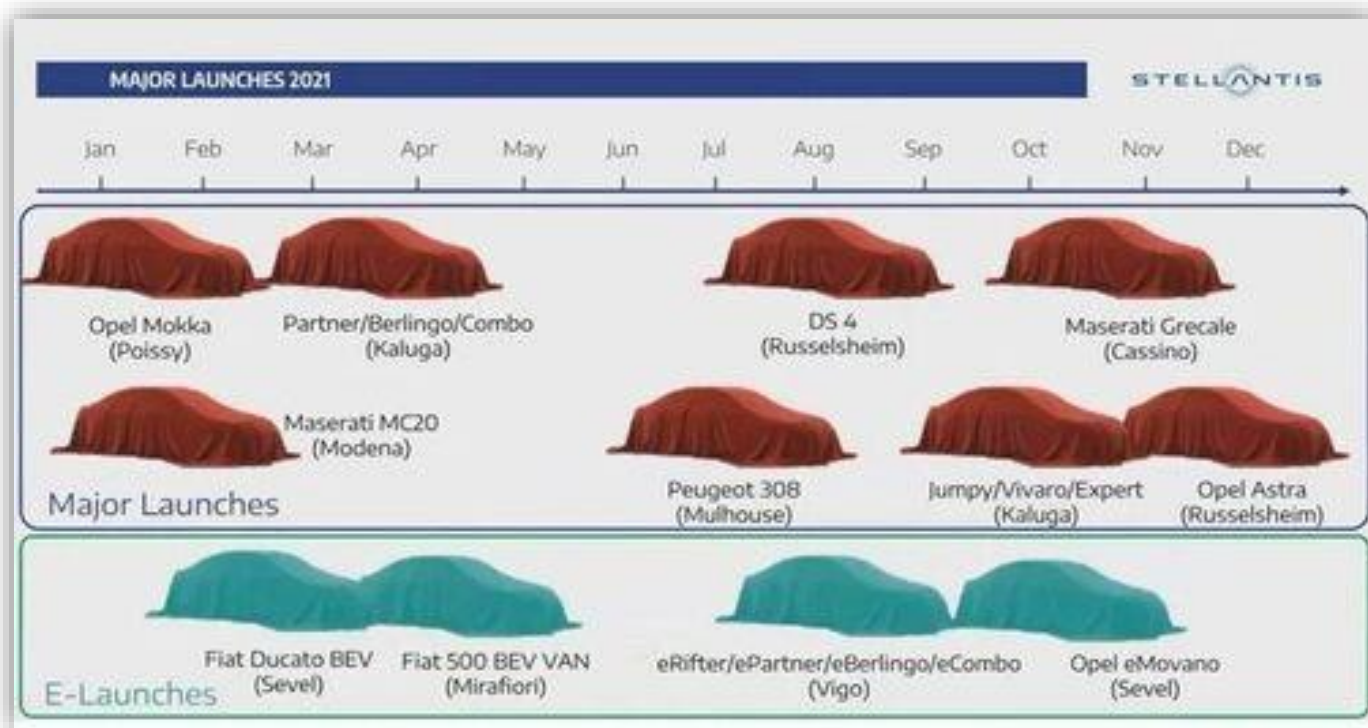 MAJOR LAUNCHES 2021
STELLANTIS
Jan Feb Mar Apr May Jun Jul Aug Sep Oct Nov Dec
Opel Mokka
(Poissy)
Partner/Berlingo/Combo
(Kaluga)
DS 4
(Russelsheim)
Maserati Grecale
(Cassino)
Maserati MC20
(Modena)
Peugeot 308
(Mulhouse)
Jumpy/Vivaro/Expert
(Kaluga)
Opel Astra
(Russelsheim)
Major Launches
Fiat Ducato BEV
(Sevel)
Fiat 500 BEV VAN
(Mirafiori)
eRifter/ePartner/eBerlingo/eCombo
(Vigo)
Opel eMovano
(Sevel)
E-Launches